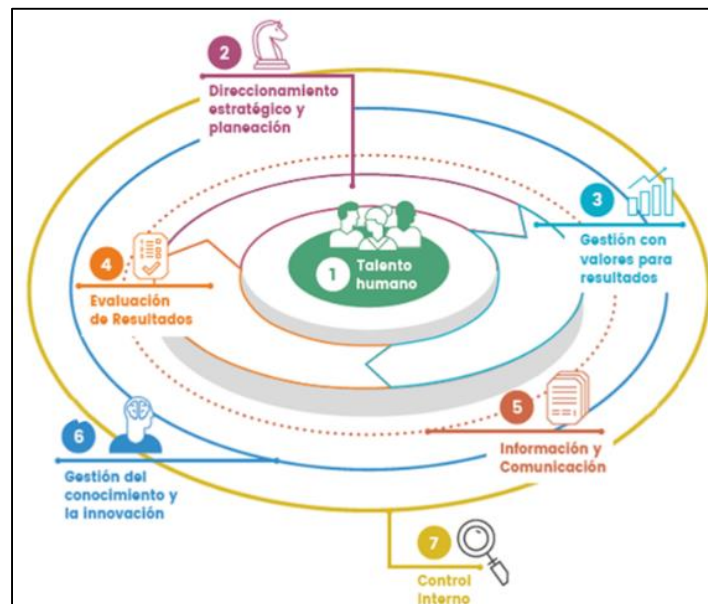 2
Direccionamiento
estratégico y
planeación
3
Gestión con
valores para
resultados
1
Talento
humano
4
Evaluación
de Resultados
5
Información y
Comunicación
6
Gestión del
conocimiento y
la innovación
7
Control
Interno